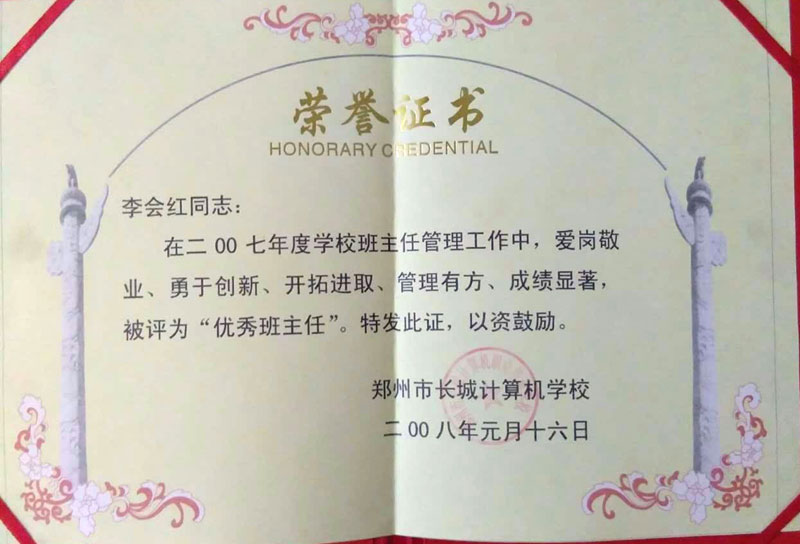 荣誉证书
HONORARY CREDENTIAL
李会红同志：
在二00七年度学校班主任管理工作中，爱岗敬
业、勇于创新、开拓进取、管理有方、成绩显著，
被评为“优秀班主任”。特发此证，以资鼓励。
郑州市长城计算机学校
二00八年元月十六日